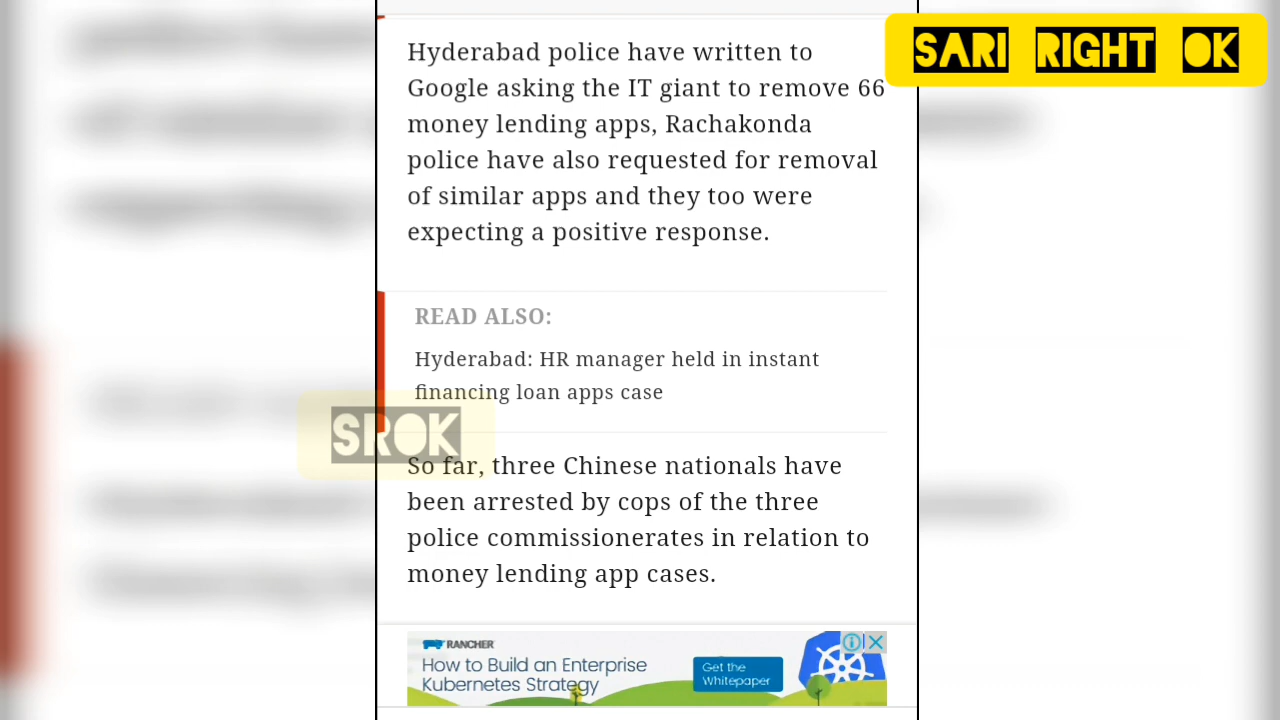 SARI RIGHT OK
Hyderabad police have written to
Google asking the IT giant to remove 66
money lending apps, Rachakonda
police have also requested for removal
of similar apps and they too were
expecting a positive response.
READ ALSO:
Hyderabad: HR manager held in instant
financing loan apps case
SROK
So far, three Chinese nationals have
been arrested by cops of the three
police commissionerates in relation to
money lending app cases.
RANCHER
How to Build an Enterprise
Kubernetes Strategy
Get the
Whitepaper